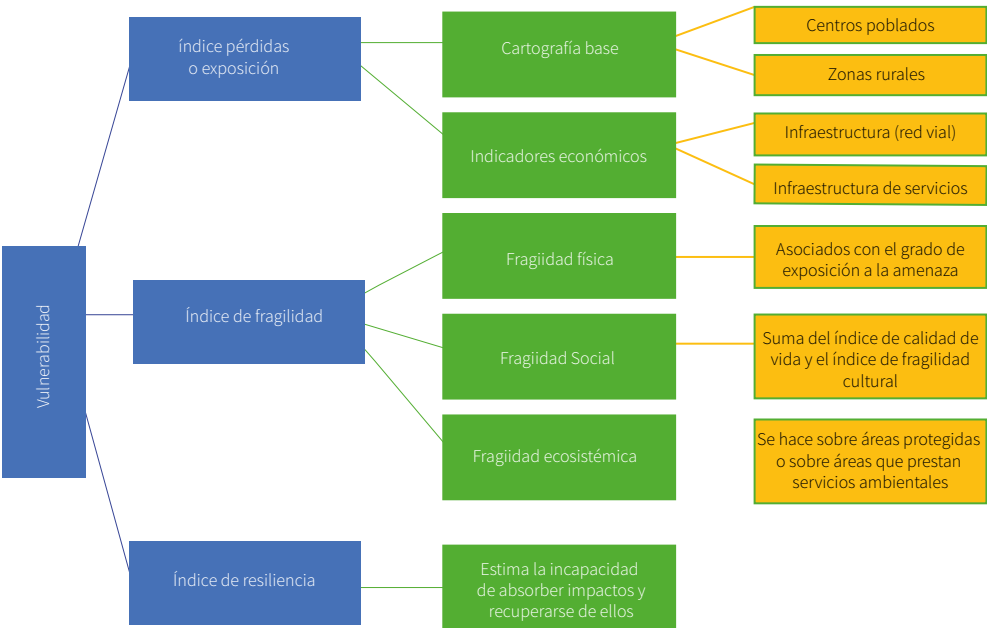 Vulnerabilidad
índice pérdidas
o exposición
Cartografía base
Centros poblados
Zonas rurales
Indicadores económicos
Infraestructura (red vial)
Infraestructura de servicios
Índice de fragilidad
Fragiidad física
Asociados con el grado de
exposición a la amenaza
Fragiidad Social
Suma del índice de calidad de
vida y el índice de fragilidad
cultural
Fragiidad ecosistémica
Se hace sobre áreas protegidas
o sobre áreas que prestan
servicios ambientales
Índice de resiliencia
Estima la incapacidad
de absorber impactos y
recuperarse de ellos